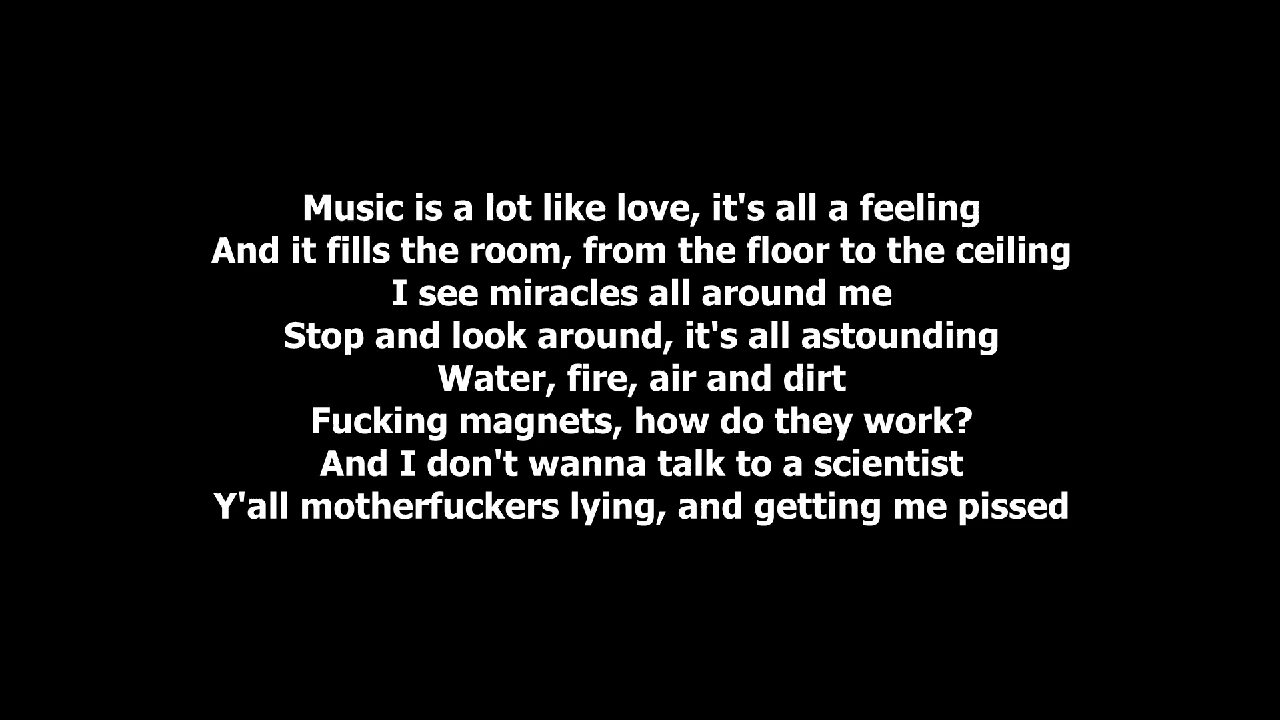 Music is a lot like love, it's all a feeling
And it fills the room, from the floor to the ceiling
I see miracles all around me
Stop and look around, it's all astounding
Water, fire, air and dirt
Fucking magnets, how do they work?
And I don't wanna talk to a scientist
Y'all motherfuckers lying, and getting me pissed